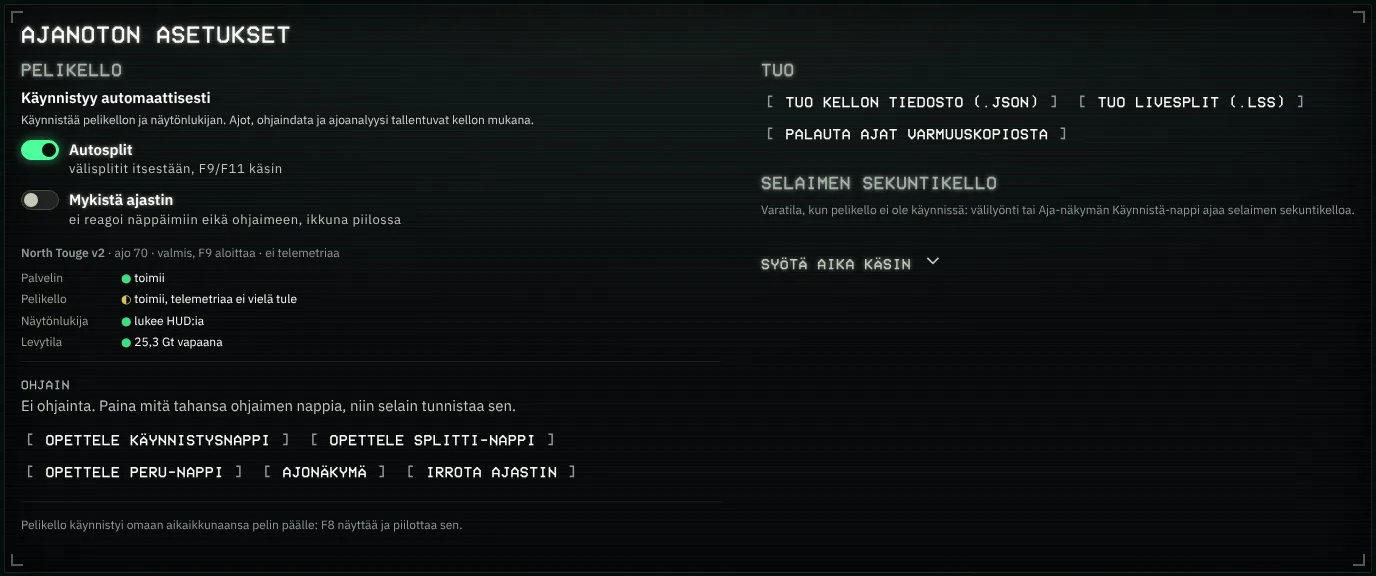 AJANOTON ASETUKSET
PELIKELLO
Käynnistyy automaattisesti
Käynnistää pelikellon ja näytönlukijan. Ajot, ohjaindata ja ajoanalyysi tallentuvat kellon mukana.
Autosplit
välisplitit itsestään, F9/F11 käsin
Mykistä ajastin
ei reagoi näppäimiin eikä ohjaimeen, ikkuna piilossa
North Touge v2 · ajo 70 · valmis, F9 aloittaa · ei telemetriaa
Palvelin toimii
Pelikello toimii, telemetriaa ei vielä tule
Näytönlukija lukee HUD:ia
Levytila 25,3 Gt vapaana
OHJAIN
Ei ohjainta. Paina mitä tahansa ohjaimen nappia, niin selain tunnistaa sen.
[ OPETTELE KÄYNNISTYSNAPPI ] [ OPETTELE SPLITTI-NAPPI ]
[ OPETTELE PERU-NAPPI ] [ AJONÄKYMÄ ] [ IRROTA AJASTIN ]
Pelikello käynnistyi omaan aikaikkunaansa pelin päälle: F8 näyttää ja piilottaa sen.
TUO
[ TUO KELLON TIEDOSTO (.JSON) ] [ TUO LIVESPLIT (.LSS) ]
[ PALAUTA AJAT VARMUUSKOPIOSTA ]
SELAIMEN SEKUNTIKELLO
Varatila, kun pelikello ei ole käynnissä: välilyönti tai Aja-näkymän Käynnistä-nappi ajaa selaimen sekuntikelloa.
SYÖTÄ AIKA KÄSIN